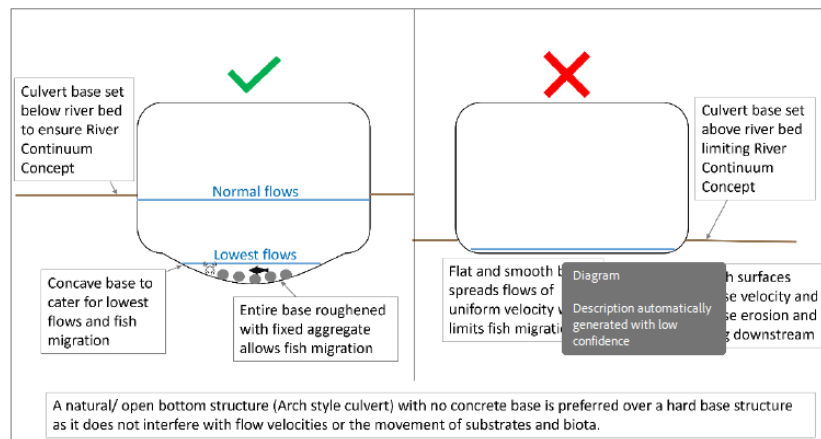 Culvert base set
below river bed
to ensure River
Continuum
Concept
Normal flows
Lowest flows
Concave base to
cater for lowest
flows and fish
migration
Entire base roughened
with fixed aggregate
allows fish migration
Culvert base set
above river bed
limiting River
Continuum
Concept
Flat and smooth
spreads flows of
uniform velocity
limits fish
Diagram
Description automatically
generated with low
confidence
surfaces
velocity and
erosion and
downstream
A natural/ open bottom structure (Arch style culvert) with no concrete base is preferred over a hard base structure
as it does not interfere with flow velocities or the movement of substrates and biota.